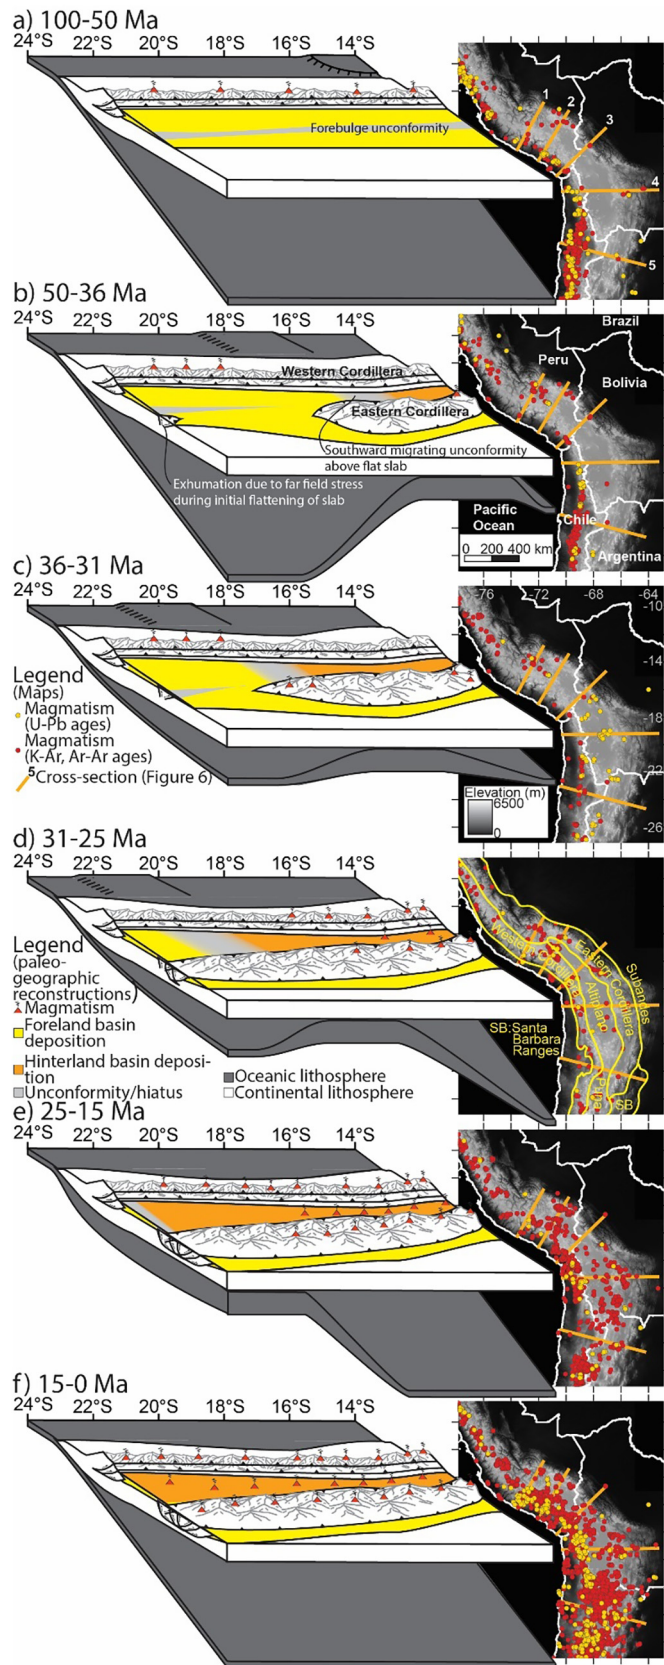 a) 100-50 Ma
24°S 22°S 20°S 18°S 16°S 14°S
Forebulge unconformity
1
2
3
4
5
b) 50-36 Ma
24°S 22°S 20°S 18°S 16°S 14°S
Western Cordillera
Eastern Cordillera
Southward migrating unconformity
above flat slab
Exhumation due to far field stress
during initial flattening of slab
Brazil
Peru
Bolivia
Pacific
Ocean
Chile
Argentina
0 200 400 km
c) 36-31 Ma
24°S 22°S 20°S 18°S 16°S 14°S
Legend
(Maps)
Magmatism
(U-Pb ages)
Magmatism
(K-Ar, Ar-Ar ages)
5 Cross-section (Figure 6)
-76 -72 -68 -64
-10
-14
-18
-22
-26
Elevation (m)
6500
0
d) 31-25 Ma
24°S 22°S 20°S 18°S 16°S 14°S
Legend
(paleo-
geographic
reconstructions)
Magmatism
Foreland basin
deposition
Hinterland basin deposi-
tion
Unconformity/hiatus
Oceanic lithosphere
Continental lithosphere
Western Cordillera
Eastern Cordillera
Subandes
Altiplano
Puna
SB
SB:Santa
Barbara
Ranges
e) 25-15 Ma
24°S 22°S 20°S 18°S 16°S 14°S
f) 15-0 Ma
24°S 22°S 20°S 18°S 16°S 14°S